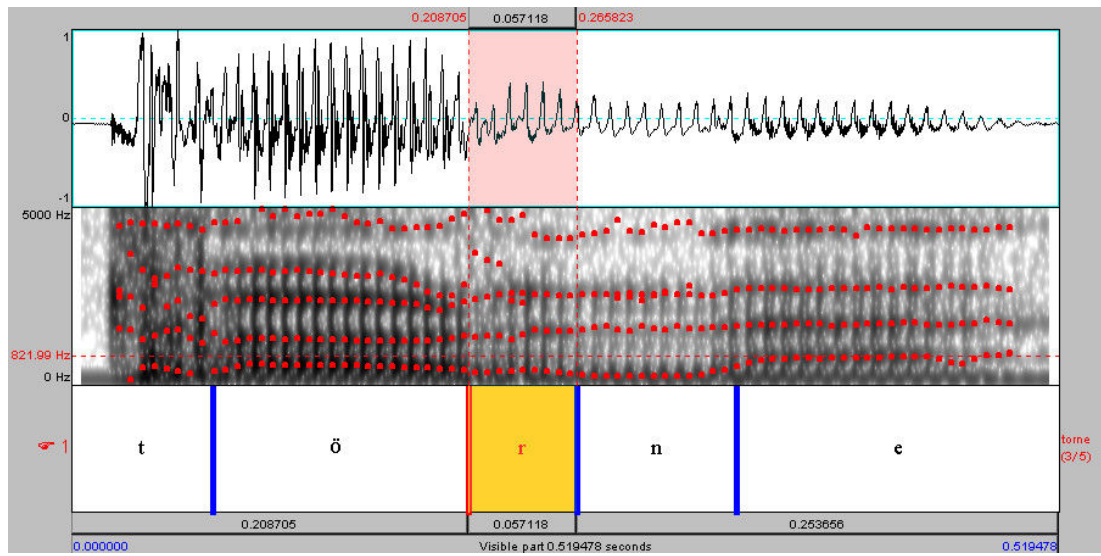 0.208705 0.057118 0.265823
1
0
-1
5000 Hz
821.99 Hz
0 Hz
1 t ö r n e torne
(3/5)
0.208705 0.057118 0.253656
0.000000 Visible part 0.519478 seconds 0.519478